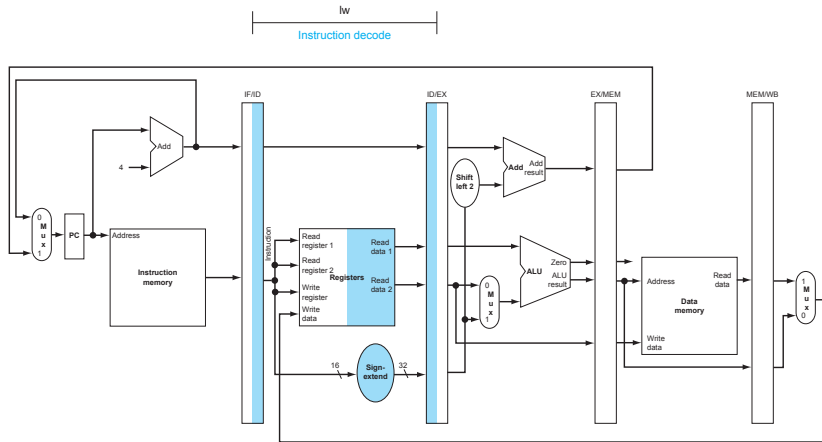 lw
Instruction decode
IF/ID
ID/EX
EX/MEM
MEM/WB
Add
4
Shift
left 2
Add
Add
result
0
M
u
x
1
PC
Address
Instruction
memory
Instruction
Read
register 1
Read
register 2
Write
register
Write
data
Registers
Read
data 1
Read
data 2
0
M
u
x
1
Zero
ALU
ALU
result
Address
Write
data
Read
data
Data
memory
1
M
u
x
0
16
Sign-
extend
32